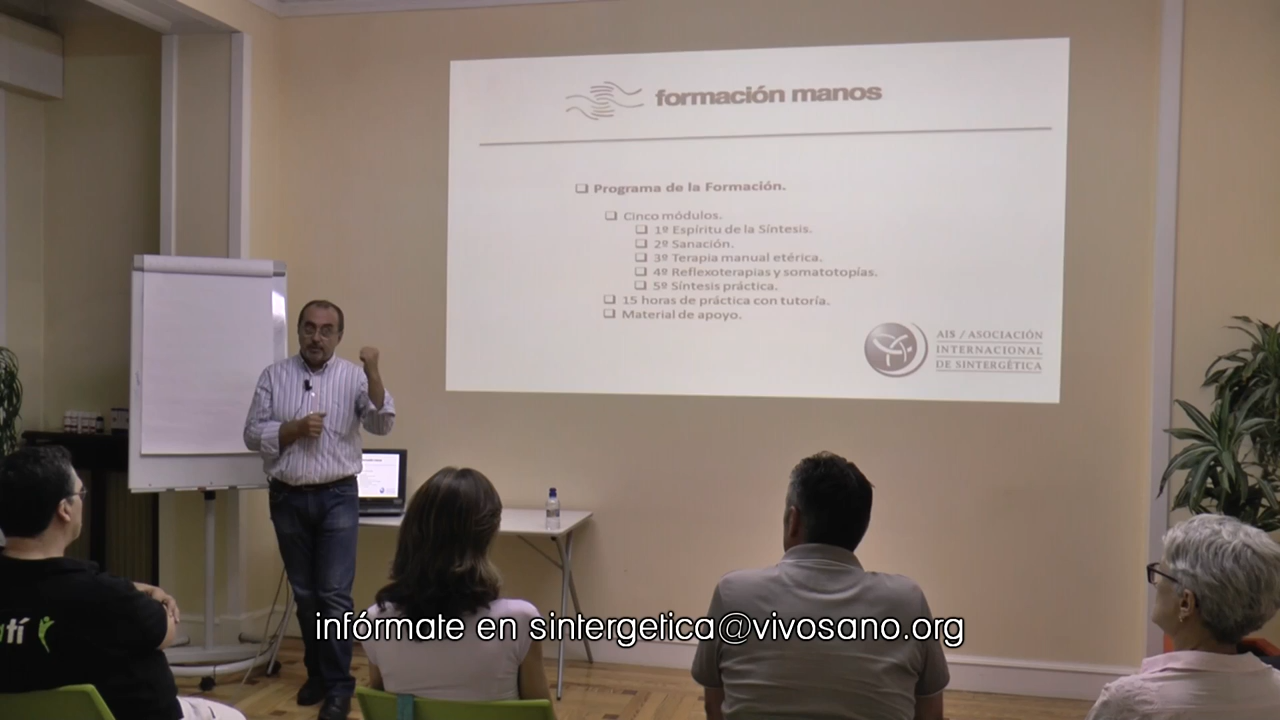 formación manos
❑ Programa de la Formación.
❑ Cinco módulos.
❑ 1º Espíritu de la Síntesis.
❑ 2º Sanación.
❑ 3º Terapia manual etérica.
❑ 4º Reflexoterapias y somatotopías.
❑ 5º Síntesis práctica.
❑ 15 horas de práctica con tutoría.
❑ Material de apoyo.
AIS / ASOCIACIÓN
INTERNACIONAL
DE SINTERGÉTICA
tí
infórmate en sintergetica@vivosano.org